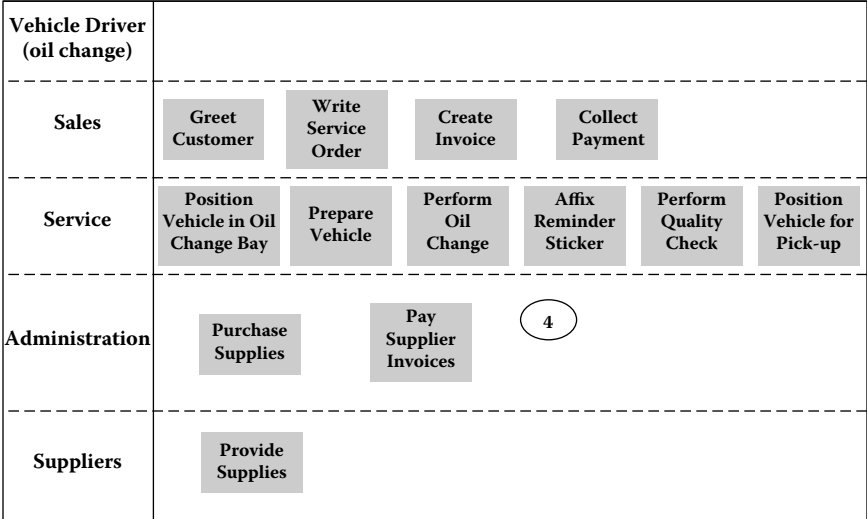 Vehicle Driver
(oil change)
Sales
Greet
Customer
Write
Service
Order
Create
Invoice
Collect
Payment
Service
Position
Vehicle in Oil
Change Bay
Prepare
Vehicle
Perform
Oil
Change
Affix
Reminder
Sticker
Perform
Quality
Check
Position
Vehicle for
Pick-up
Administration
Purchase
Supplies
Pay
Supplier
Invoices
4
Suppliers
Provide
Supplies